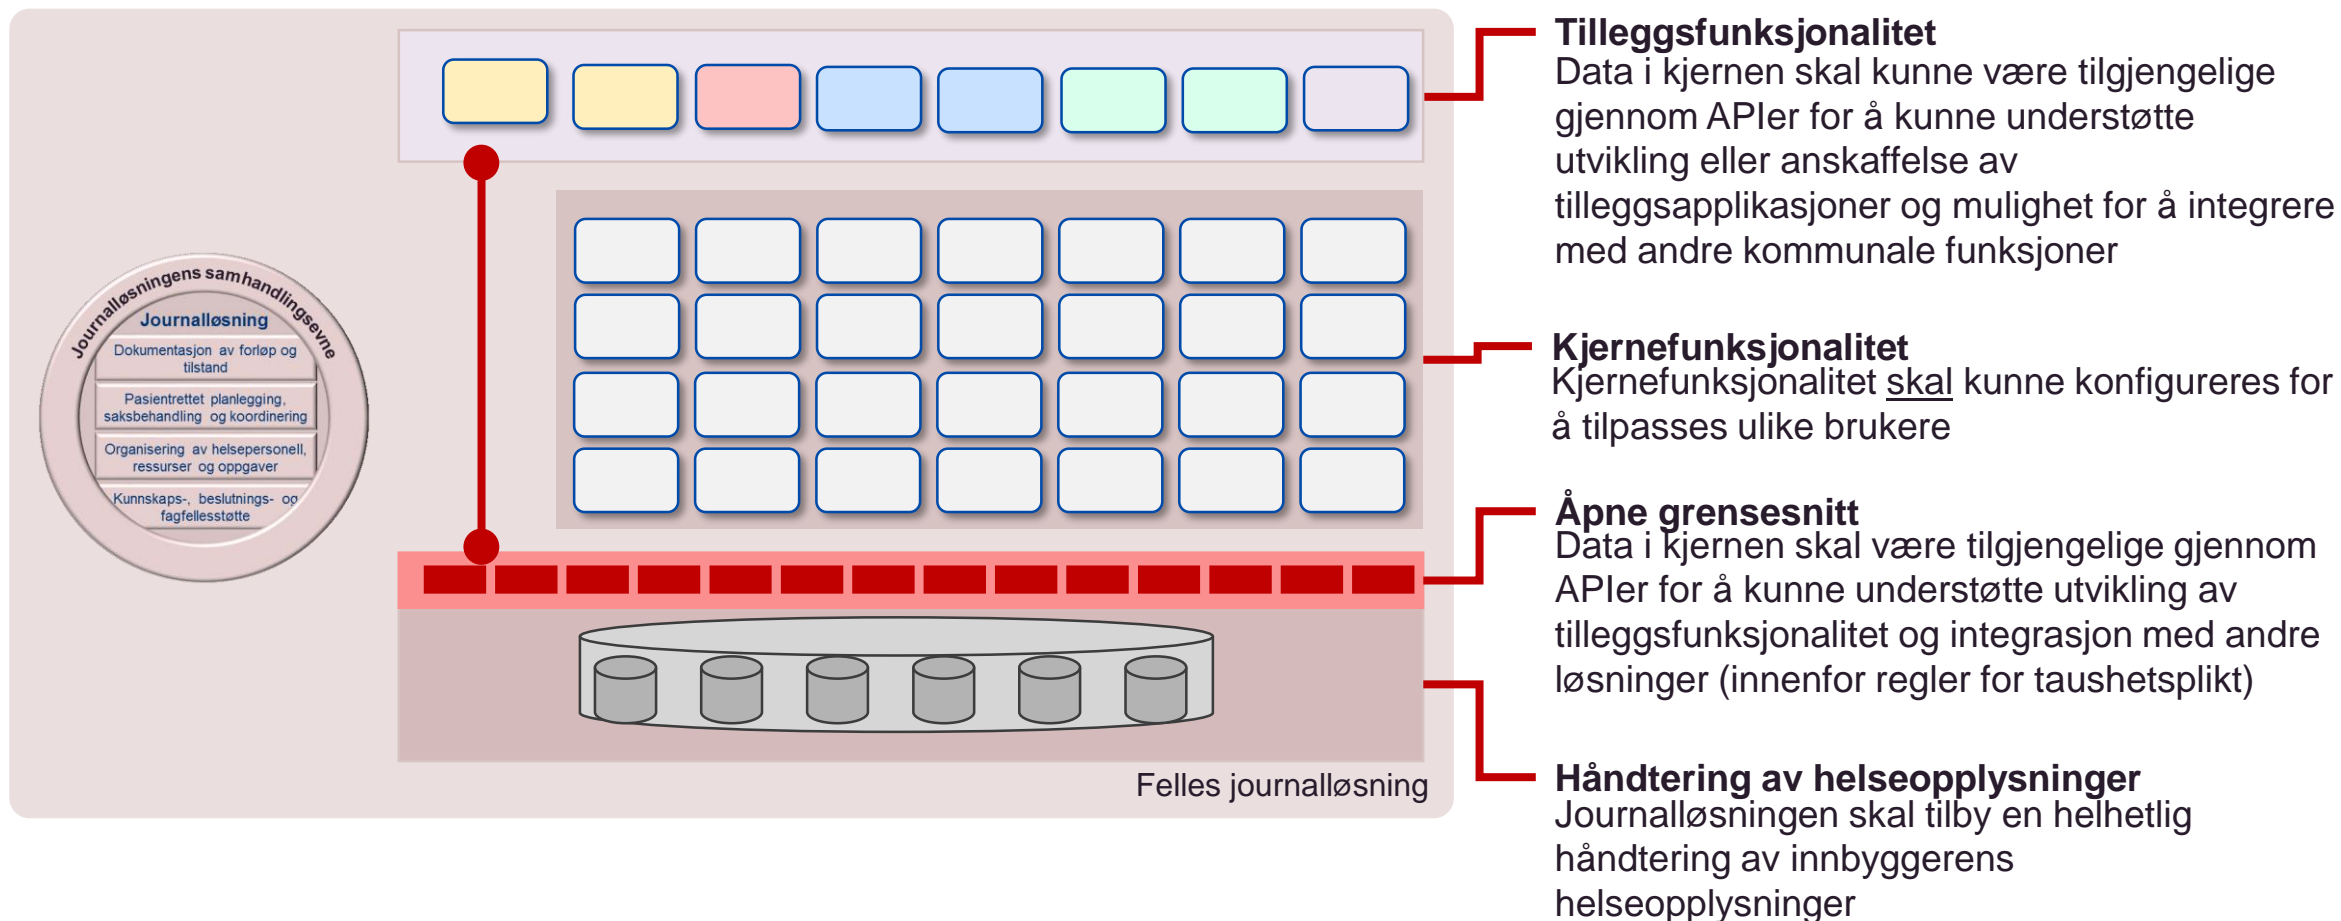 Journalløsningens samhandlingsevne
Journalløsning
Dokumentasjon av forløp og
tilstand
Pasientrettet planlegging,
saksbehandling og koordinering
Organisering av helsepersonell,
ressurser og oppgaver
Kunnskaps-, beslutnings- og
fagfellesstøtte
Felles journalløsning
Tilleggsfunksjonalitet
Data i kjernen skal kunne være tilgjengelige
gjennom APIer for å kunne understøtte
utvikling eller anskaffelse av
tilleggsapplikasjoner og mulighet for å integrere
med andre kommunale funksjoner
Kjernefunksjonalitet
Kjernefunksjonalitet skal kunne konfigureres for
å tilpasses ulike brukere
Åpne grensesnitt
Data i kjernen skal være tilgjengelige gjennom
APIer for å kunne understøtte utvikling av
tilleggsfunksjonalitet og integrasjon med andre
løsninger (innenfor regler for taushetsplikt)
Håndtering av helseopplysninger
Journalløsningen skal tilby en helhetlig
håndtering av innbyggerens
helseopplysninger